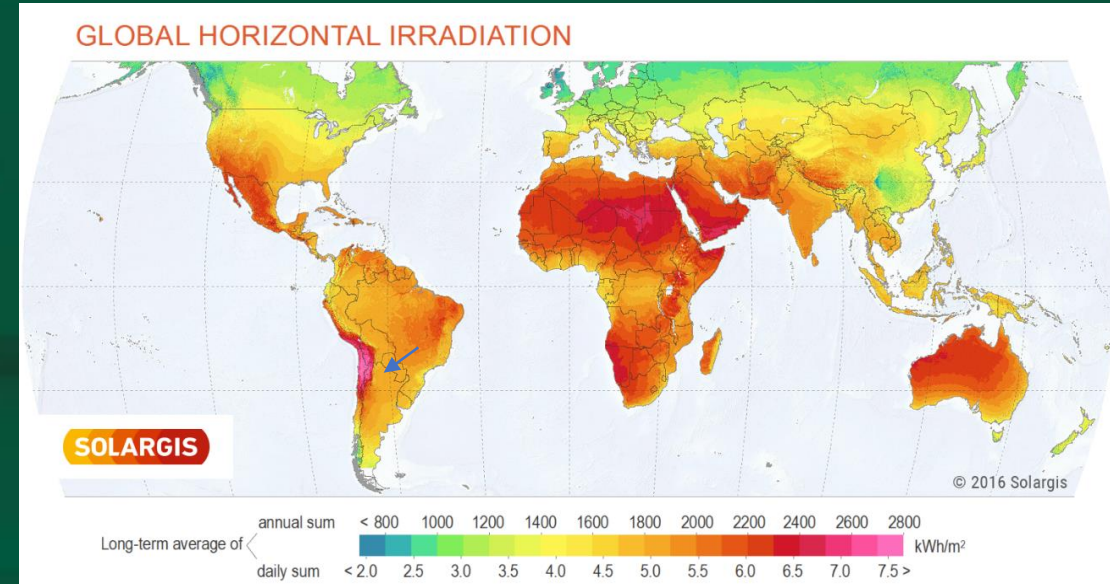 GLOBAL HORIZONTAL IRRADIATION
SOLARGIS
© 2016 Solargis
annual sum < 800 1000 1200 1400 1600 1800 2000 2200 2400 2600 2800
Long-term average of kWh/m²
daily sum < 2.0 2.5 3.0 3.5 4.0 4.5 5.0 5.5 6.0 6.5 7.0 7.5 >